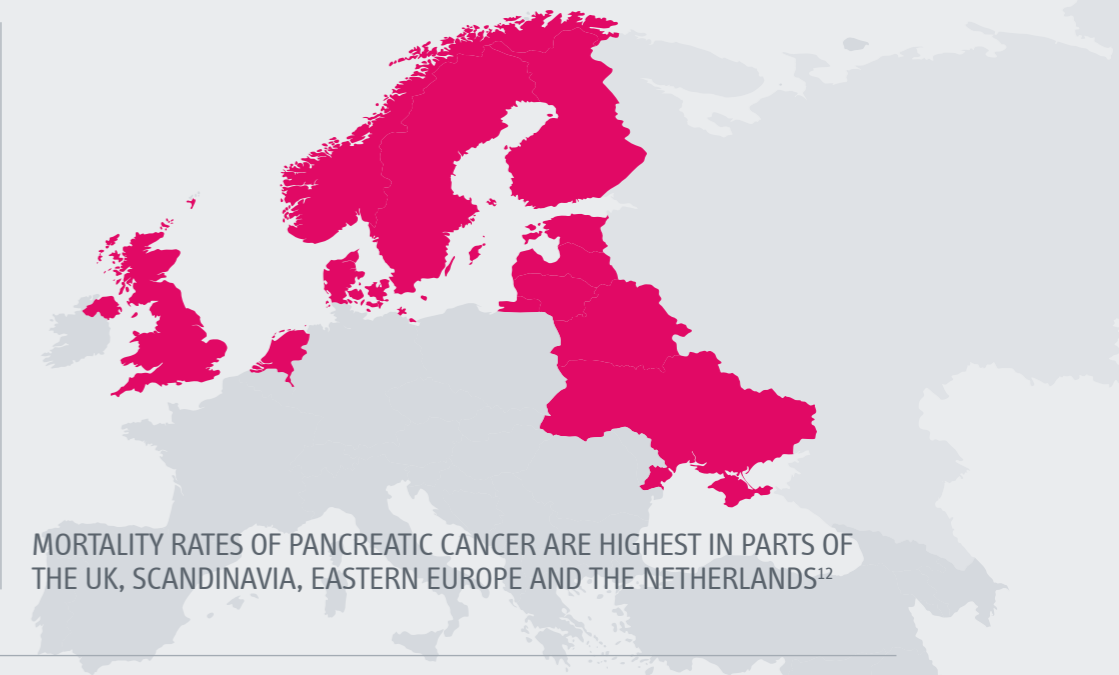 MORTALITY RATES OF PANCREATIC CANCER ARE HIGHEST IN PARTS OF
THE UK, SCANDINAVIA, EASTERN EUROPE AND THE NETHERLANDS¹²